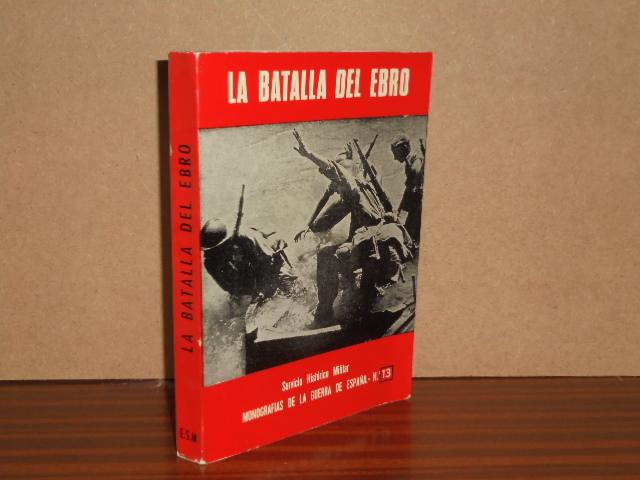 LA BATALLA DEL EBRO
LA BATALLA DEL EBRO
E.S.M
Servicio Histórico Militar
MONOGRAFIAS DE LA GUERRA DE ESPAÑA.- N.º 13